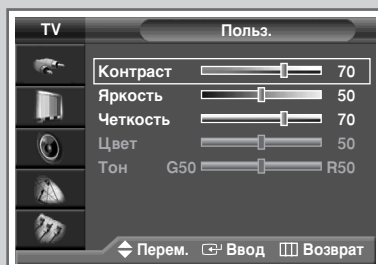 TV
Польз.
Контраст 70
Яркость 50
Четкость 70
Цвет 50
Тон G50 R50
Перем. Ввод Возврат